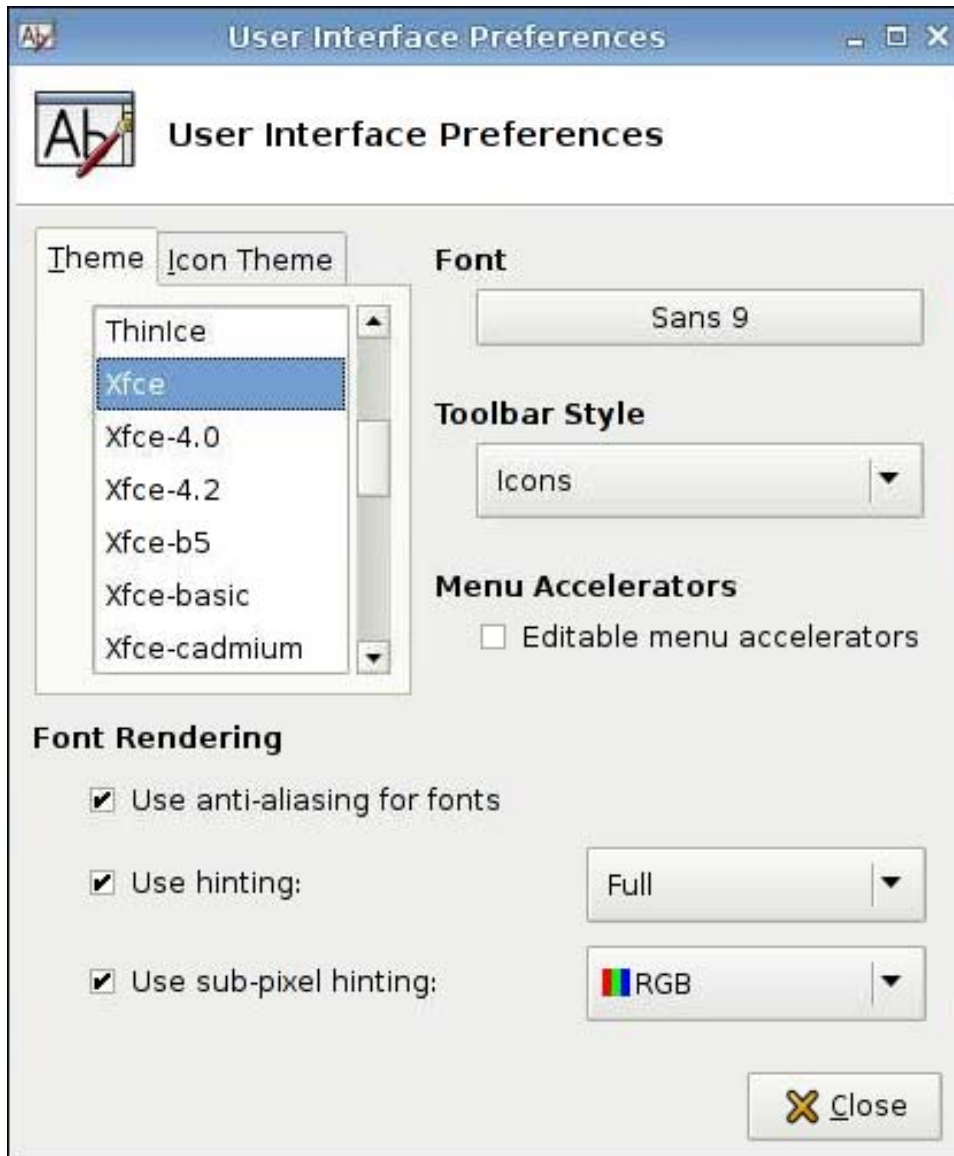 User Interface Preferences
User Interface Preferences
Theme
Icon Theme
ThinIce
Xfce
Xfce-4.0
Xfce-4.2
Xfce-b5
Xfce-basic
Xfce-cadmium
Font
Sans 9
Toolbar Style
Icons
Menu Accelerators
Editable menu accelerators
Font Rendering
Use anti-aliasing for fonts
Use hinting:
Full
Use sub-pixel hinting:
RGB
Close